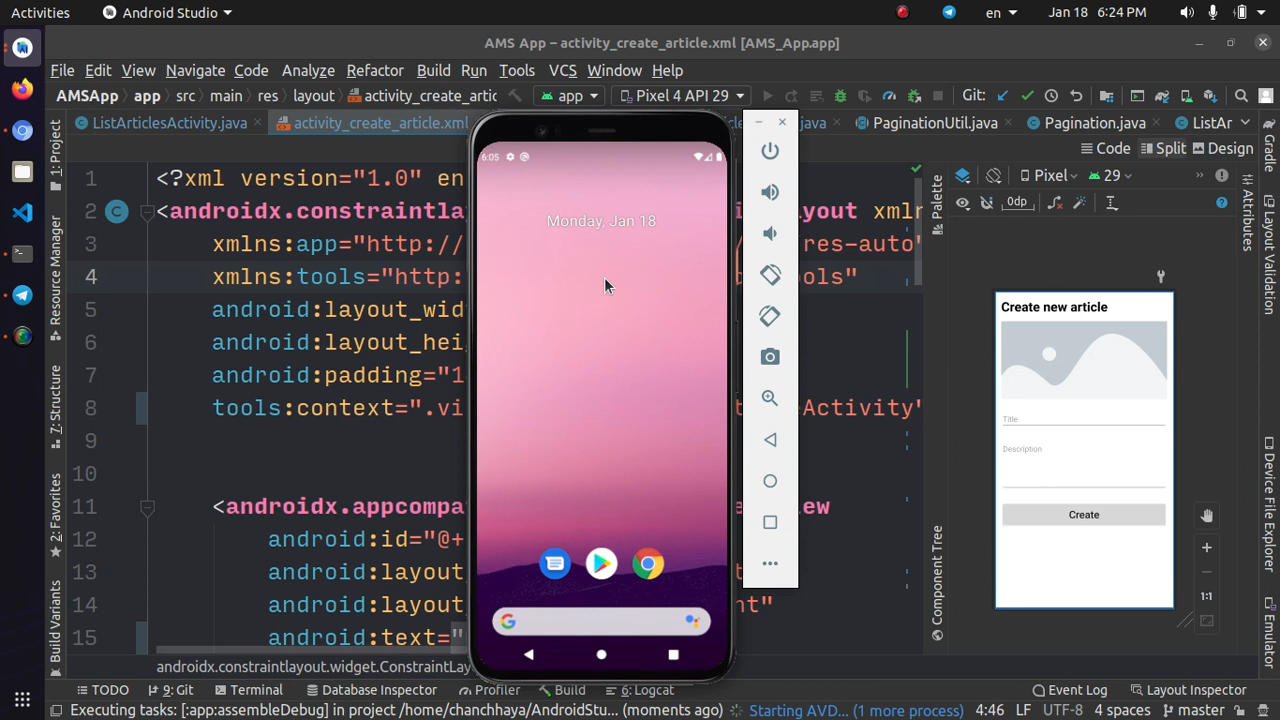 Activities Android Studio en Jan 18 6:24 PM
AMS App – activity_create_article.xml [AMS_App.app]
File Edit View Navigate Code Analyze Refactor Build Run Tools VCS Window Help
AMSApp app src main res layout activity_create_artic app Pixel 4 API 29 Git:
1: Project ListArticlesActivity.java activity_create_article.xml PaginationUtil.java Pagination.java ListAr Gradle
Code Split Design
Palette Pixel 29 Attributes
0dp
Layout Validation
1 <?xml version="1.0" en
2 <androidx.constraintla ayout xmln
3 xmlns:app="http:// res-auto"
4 xmlns:tools="http: ools"
5 android:layout_wid
6 android:layout_hei
7 android:padding="1
8 tools:context=".vi Activity"
9
10
11 <androidx.appcompa ew
12 android:id="@+
13 android:layout_
14 android:layout_ nt"
15 android:text="
androidx.constraintlayout.widget.ConstraintLay
Resource Manager
7: Structure
2: Favorites
Build Variants
6:05
Monday, Jan 18
Create new article
Title
Description
Create
1:1
Component Tree
Device File Explorer
Emulator
TODO 9: Git Terminal Database Inspector Profiler Build 6: Logcat Event Log Layout Inspector
Executing tasks: [:app:assembleDebug] in project /home/chanchhaya/AndroidStu... (moments ago) Starting AVD... (1 more process) 4:46 LF UTF-8 4 spaces master